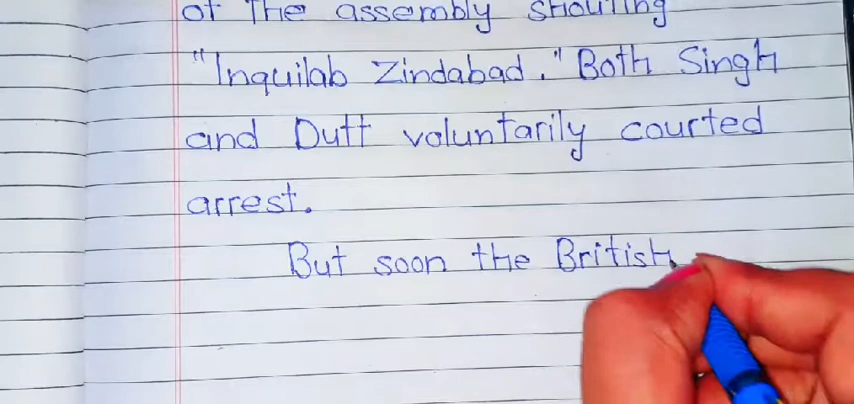 of The assembly shouting
"Inquilab Zindabad." Both Singh
and Dutt voluntarily courted
arrest.
But soon the British